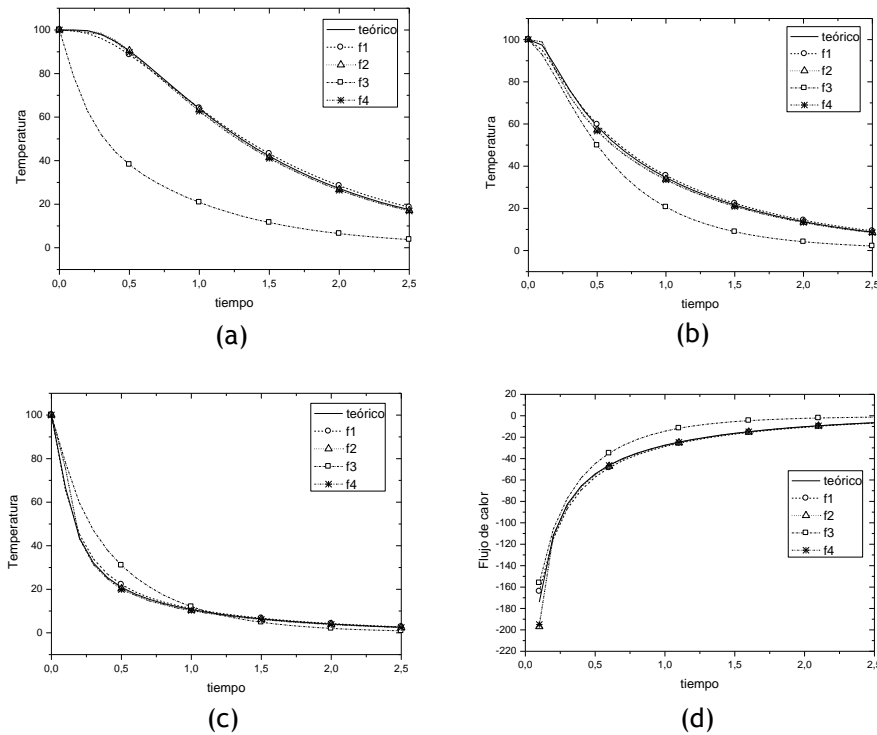 100
80
60
40
20
0
Temperatura
0,0 0,5 1,0 1,5 2,0 2,5
tiempo
teórico
f1
f2
f3
f4
(a)
100
80
60
40
20
0
Temperatura
0,0 0,5 1,0 1,5 2,0 2,5
tiempo
teórico
f1
f2
f3
f4
(b)
100
80
60
40
20
0
Temperatura
0,0 0,5 1,0 1,5 2,0 2,5
tiempo
teórico
f1
f2
f3
f4
(c)
20
0
-20
-40
-60
-80
-100
-120
-140
-160
-180
-200
-220
Flujo de calor
0,0 0,5 1,0 1,5 2,0 2,5
tiempo
teórico
f1
f2
f3
f4
(d)